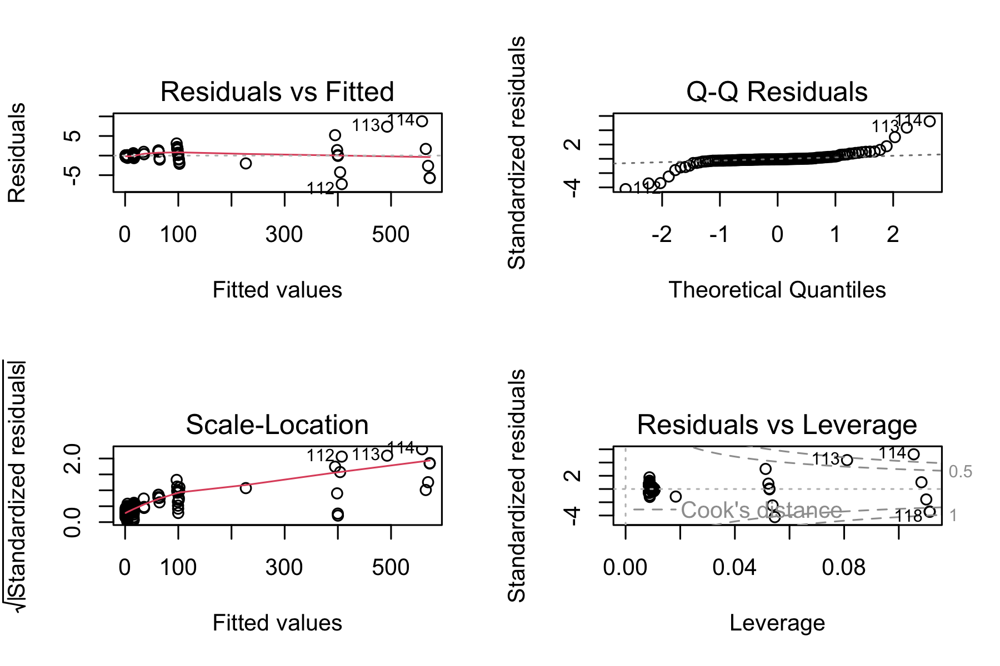 Residuals vs Fitted
Residuals
5
-5
113
114
112
0 100 300 500
Fitted values
Q-Q Residuals
Standardized residuals
2
-4
113
114
112
-2 -1 0 1 2
Theoretical Quantiles
Scale-Location
√|Standardized residuals|
2.0
0.0
112
113
114
0 100 300 500
Fitted values
Residuals vs Leverage
Standardized residuals
2
-4
113
114
118
Cook's distance
0.5
1
0.00 0.04 0.08
Leverage